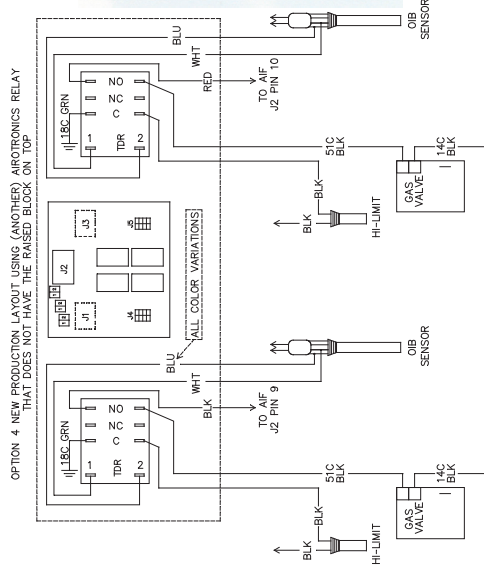 OPTION 4 NEW PRODUCTION LAYOUT USING (ANOTHER) AIROTRONICS RELAY
THAT DOES NOT HAVE THE RAISED BLOCK ON TOP
18C GRN
1
TDR
2
NO
NC
C
BLU
WHT
RED
TO AIF
J2 PIN 10
OIB
SENSOR
BLK
BLK
HI-LIMIT
51C
BLK
GAS
VALVE
14C
BLK
J1
J2
J3
J4
J5
ALL COLOR VARIATIONS
18C GRN
1
TDR
2
NO
NC
C
BLU
WHT
BLK
TO AIF
J2 PIN 9
OIB
SENSOR
BLK
BLK
HI-LIMIT
51C
BLK
GAS
VALVE
14C
BLK